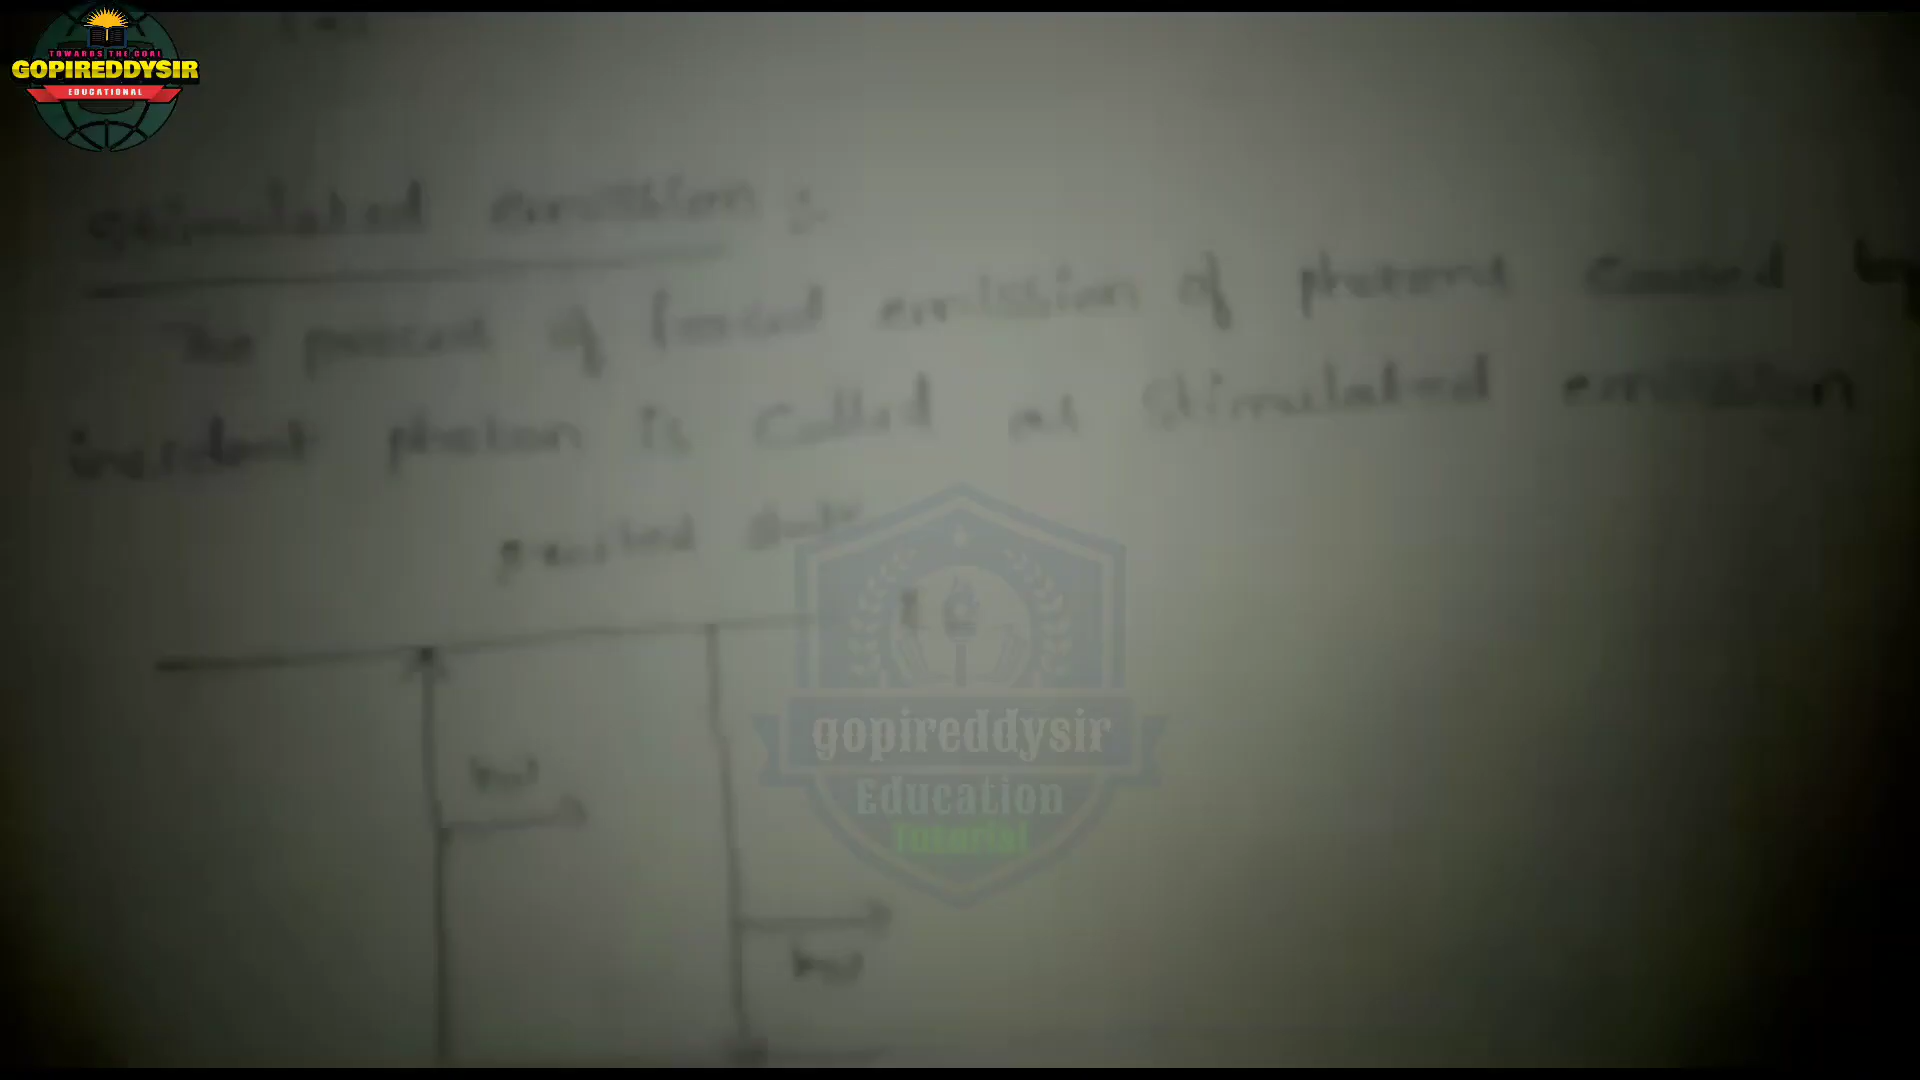 TOWARDS THE GOAL
GOPIREDDYSIR
EDUCATIONAL
stimulated emission :-
The process of forced emission of photons caused by
incident photon is called as stimulated emission
hν
hν
gopireddysir
Education
tutorial